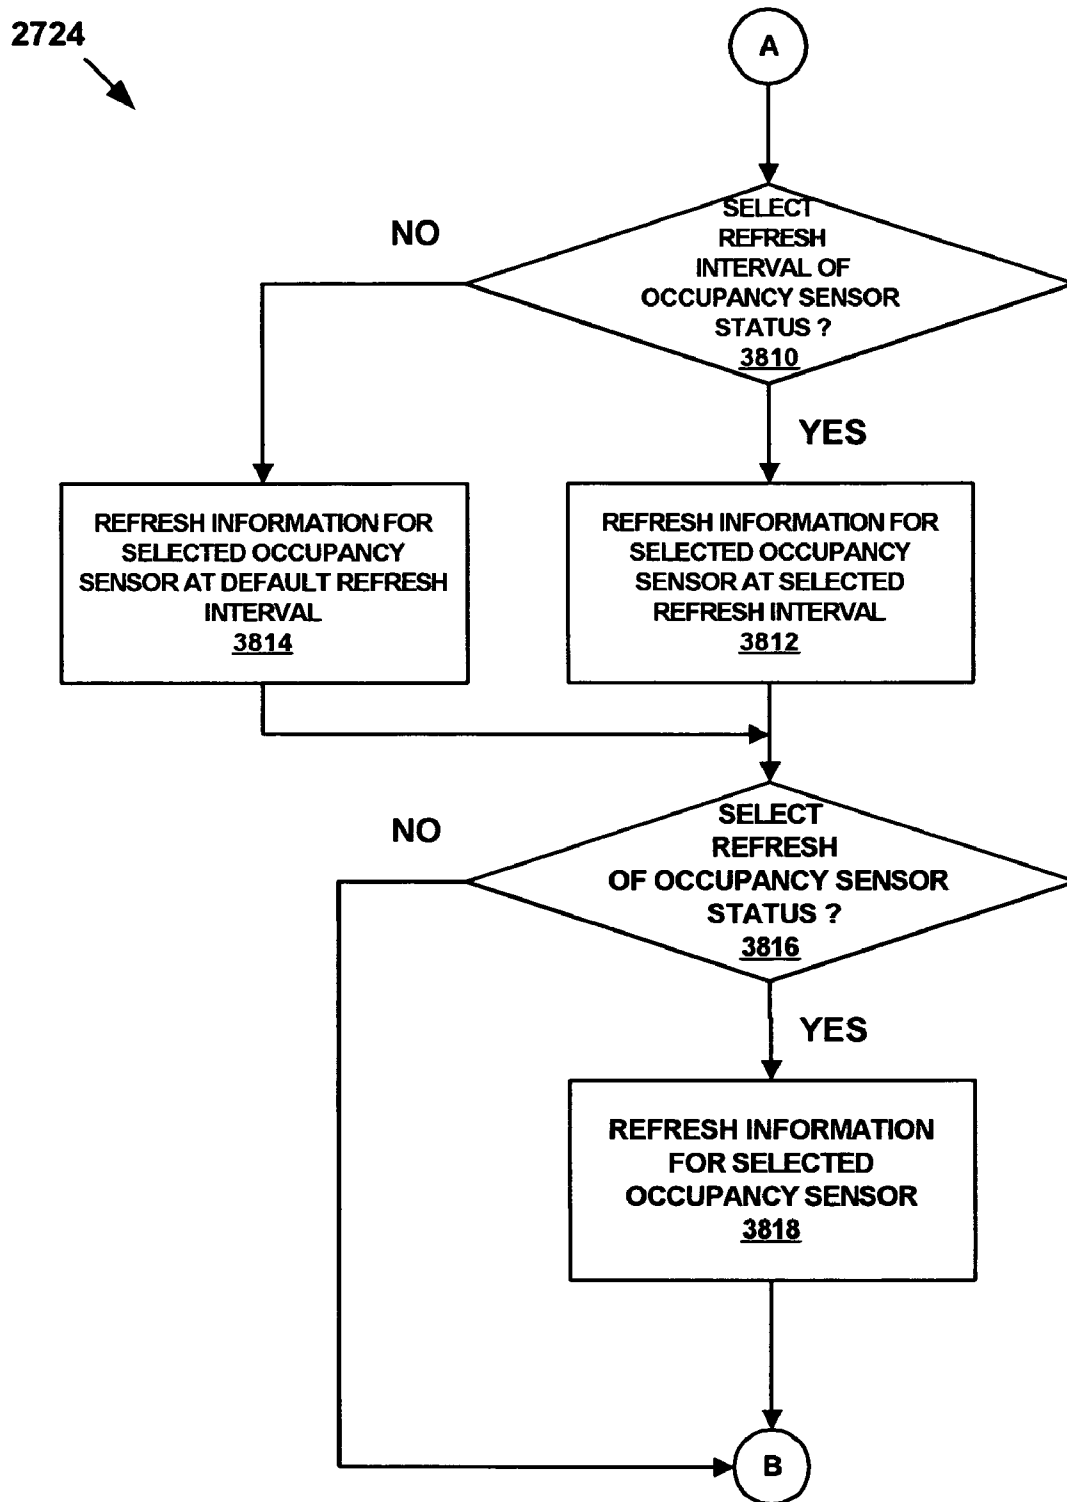 2724
A
SELECT
REFRESH
INTERVAL OF
OCCUPANCY SENSOR
STATUS ?
3810
NO
YES
REFRESH INFORMATION FOR
SELECTED OCCUPANCY
SENSOR AT DEFAULT REFRESH
INTERVAL
3814
REFRESH INFORMATION FOR
SELECTED OCCUPANCY
SENSOR AT SELECTED
REFRESH INTERVAL
3812
SELECT
REFRESH
OF OCCUPANCY SENSOR
STATUS ?
3816
NO
YES
REFRESH INFORMATION
FOR SELECTED
OCCUPANCY SENSOR
3818
B